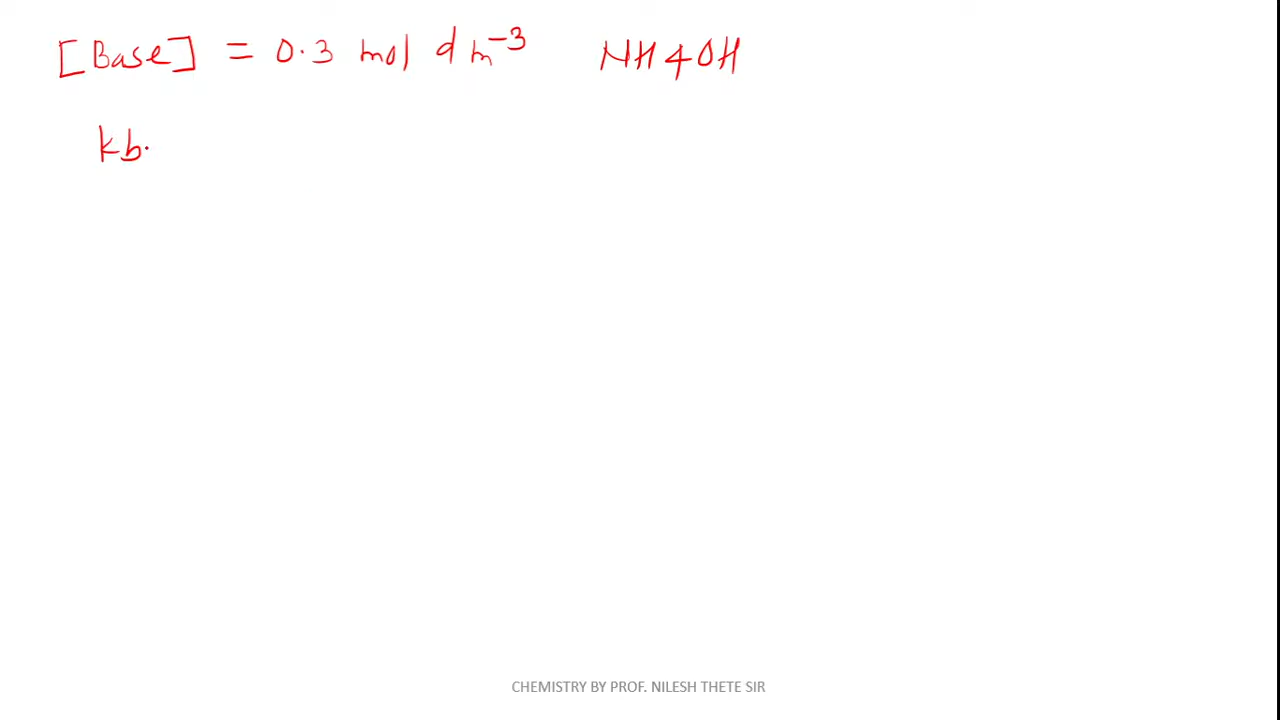 [Base] = 0.3 mol dm⁻³ NH4OH
kb.
CHEMISTRY BY PROF. NILESH THETE SIR